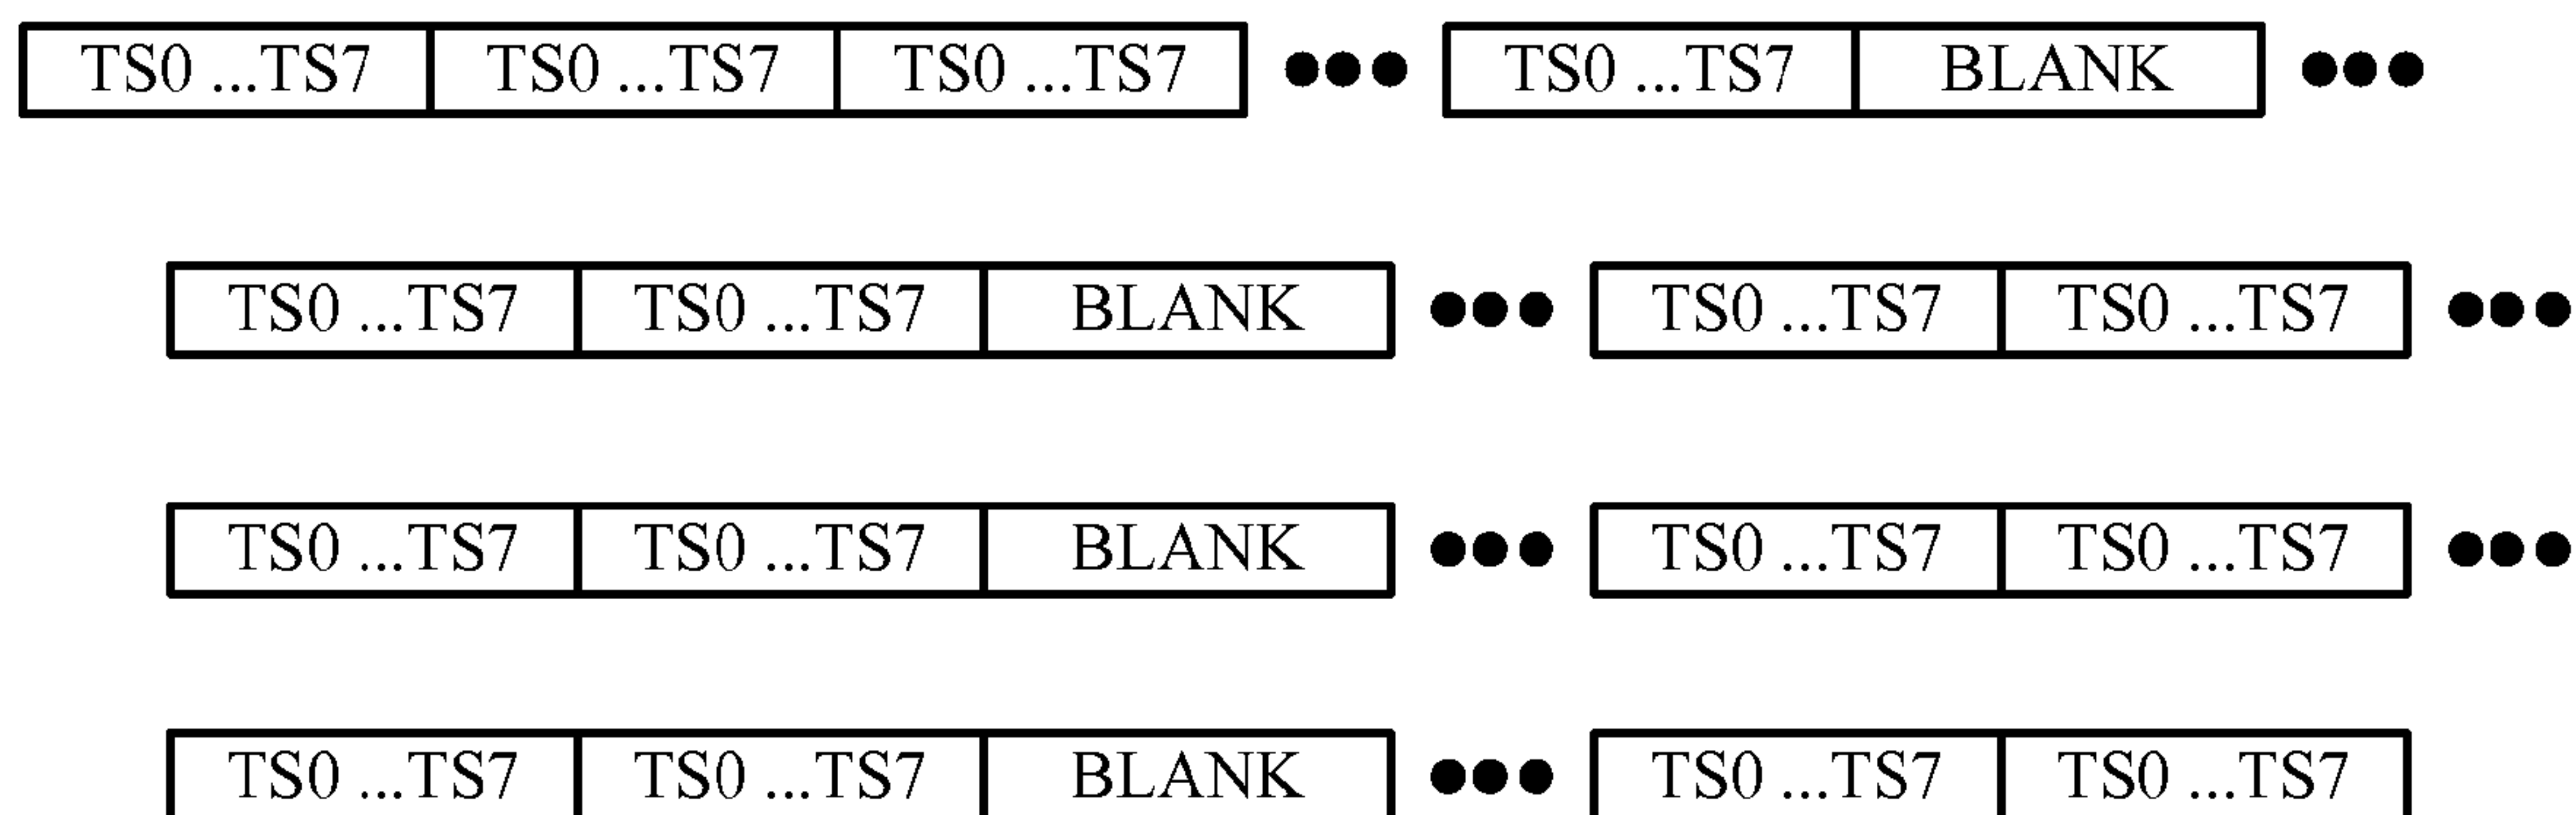 TS0 ...TS7 TS0 ...TS7 TS0 ...TS7 ●●● TS0 ...TS7 BLANK ●●●
TS0 ...TS7 TS0 ...TS7 BLANK ●●● TS0 ...TS7 TS0 ...TS7 ●●●
TS0 ...TS7 TS0 ...TS7 BLANK ●●● TS0 ...TS7 TS0 ...TS7 ●●●
TS0 ...TS7 TS0 ...TS7 BLANK ●●● TS0 ...TS7 TS0 ...TS7